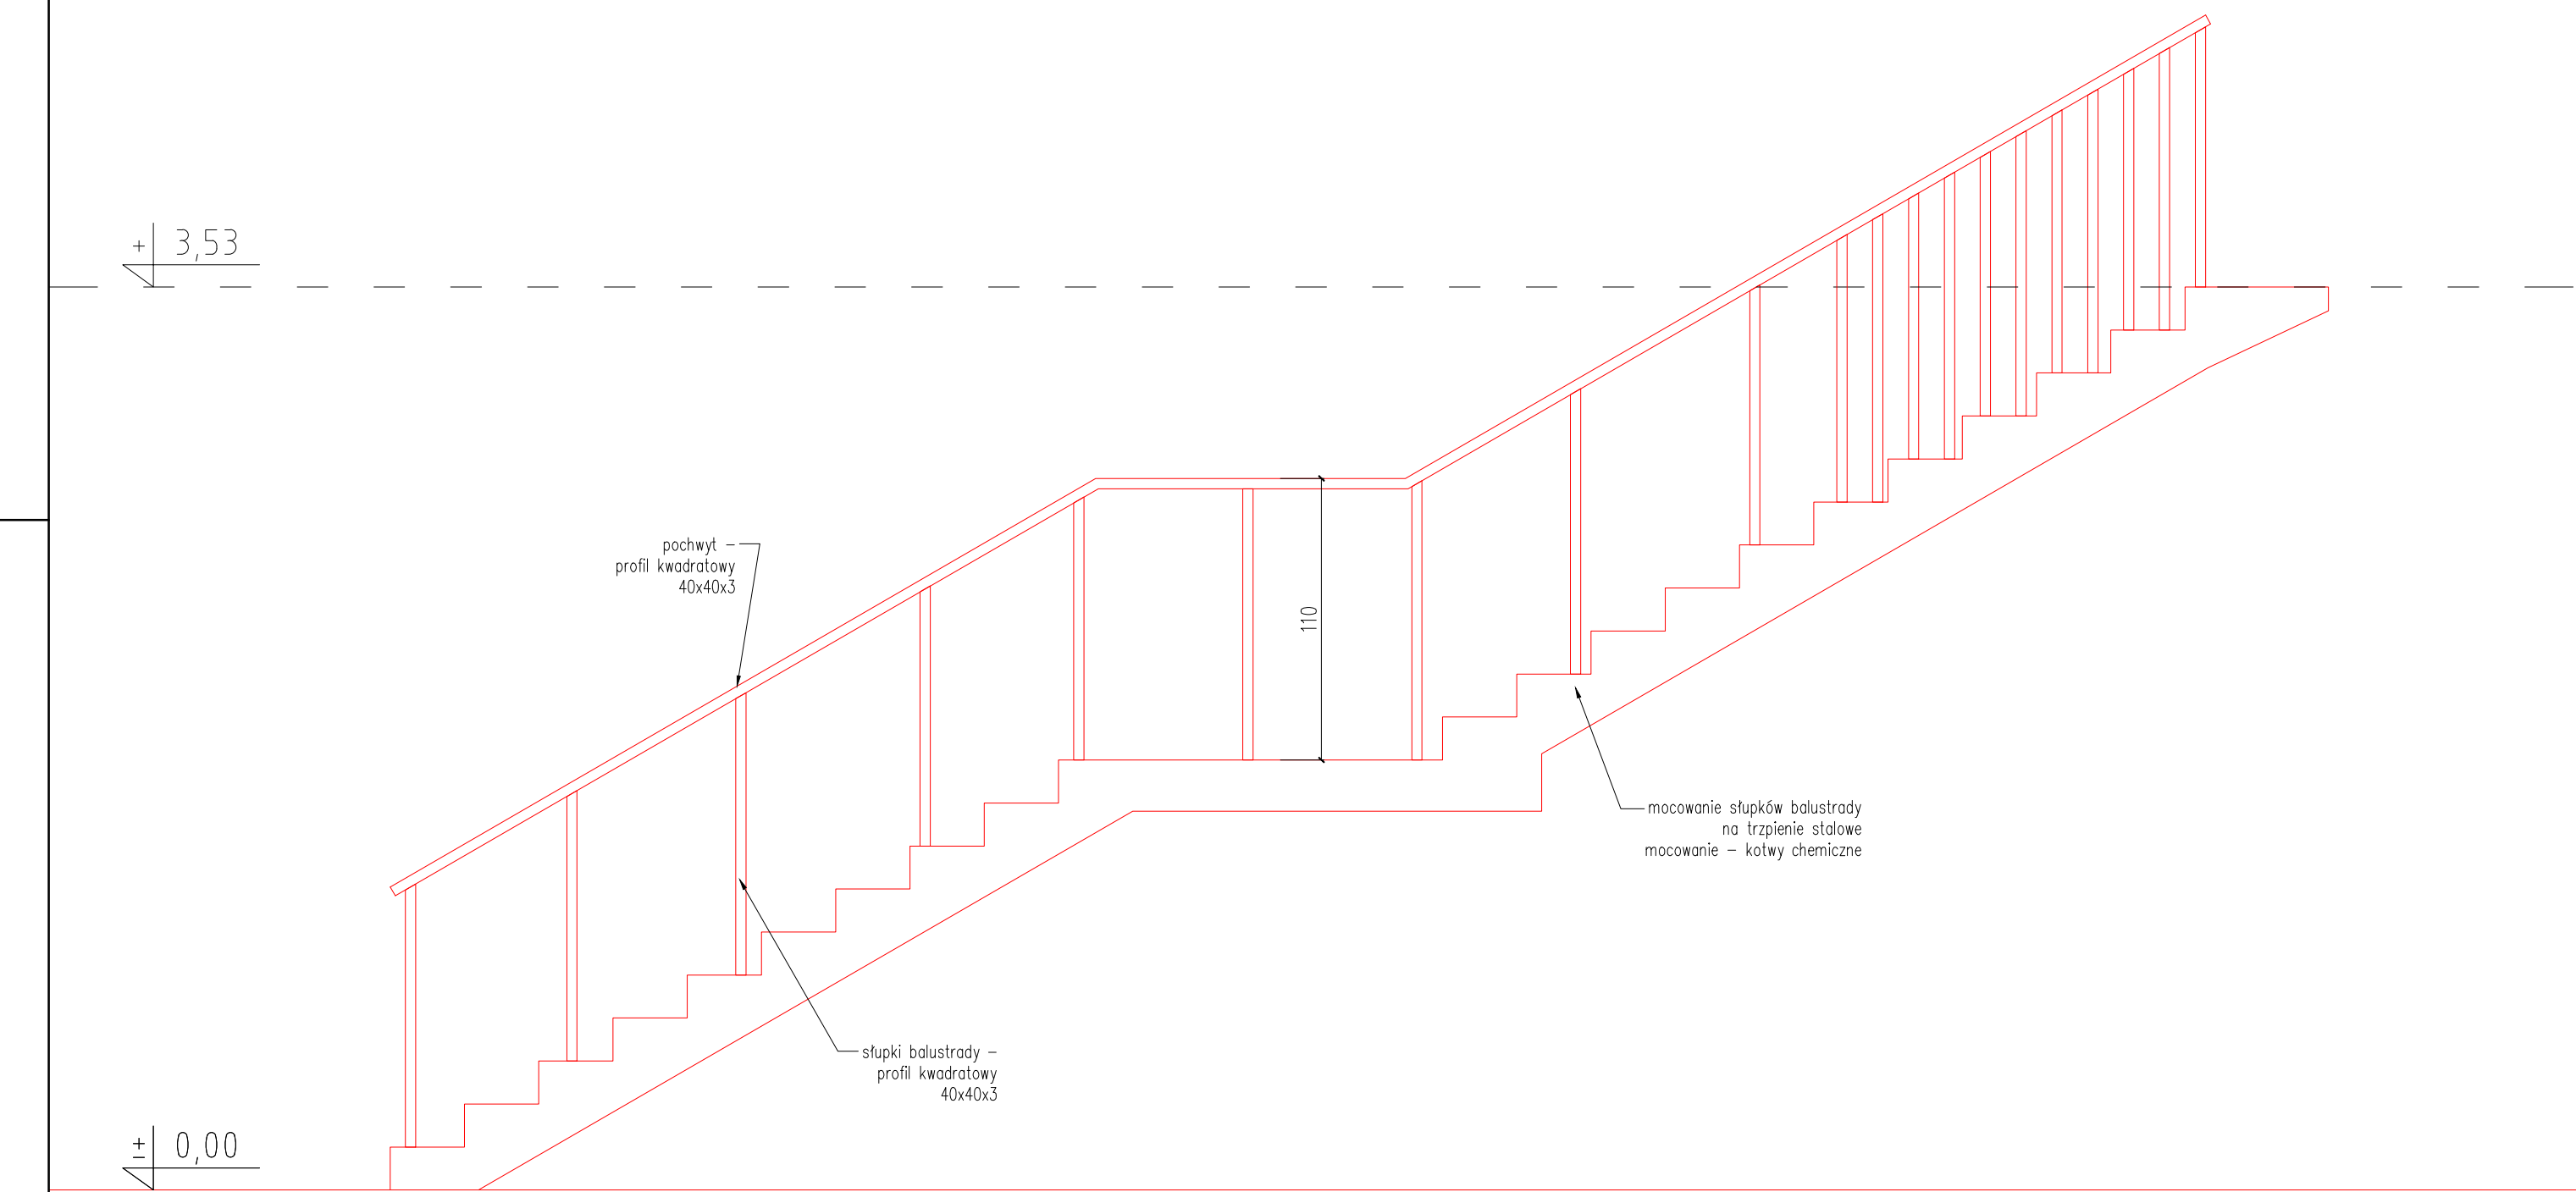 + 3,53
pochwyt –
profil kwadratowy
40x40x3
110
mocowanie słupków balustrady
na trzpienie stalowe
mocowanie – kotwy chemiczne
słupki balustrady –
profil kwadratowy
40x40x3
± 0,00